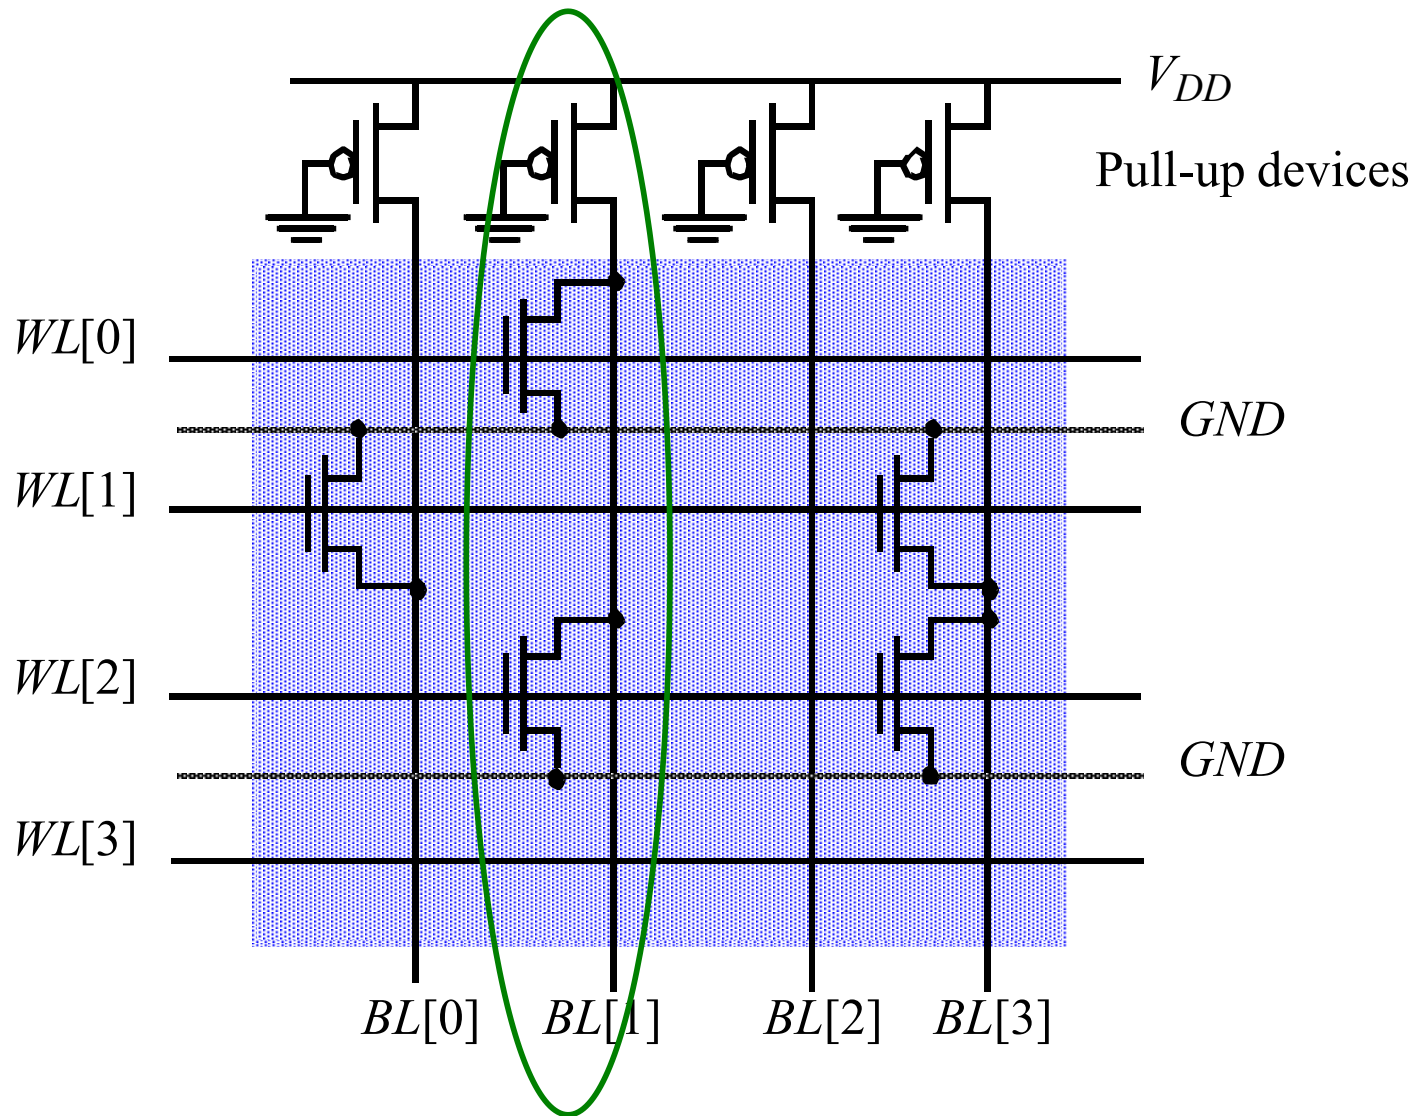 V_DD
Pull-up devices
WL[0]
GND
WL[1]
WL[2]
GND
WL[3]
BL[0] BL[1] BL[2] BL[3]